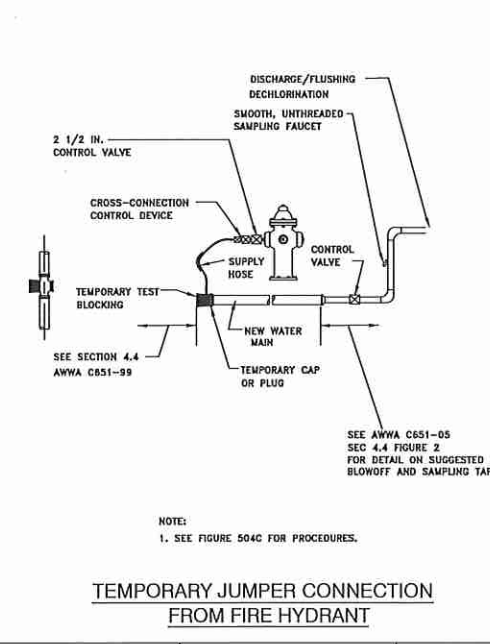 DISCHARGE/FLUSHING
DECHLORINATION
SMOOTH, UNTHREADED
SAMPLING FAUCET
2 1/2 IN.
CONTROL VALVE
CROSS-CONNECTION
CONTROL DEVICE
SUPPLY
HOSE
CONTROL
VALVE
TEMPORARY TEST
BLOCKING
NEW WATER
MAIN
SEE SECTION 4.4
AWWA C651-99
TEMPORARY CAP
OR PLUG
SEE AWWA C651-05
SEC 4.4 FIGURE 2
FOR DETAIL ON SUGGESTED
BLOWOFF AND SAMPLING TAP
NOTE:
1. SEE FIGURE 504C FOR PROCEDURES.
TEMPORARY JUMPER CONNECTION
FROM FIRE HYDRANT